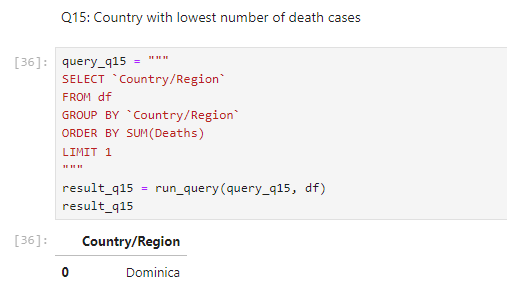 Q15: Country with lowest number of death cases
[36]: query_q15 = """
SELECT `Country/Region`
FROM df
GROUP BY `Country/Region`
ORDER BY SUM(Deaths)
LIMIT 1
"""
result_q15 = run_query(query_q15, df)
result_q15
[36]: Country/Region
0 Dominica